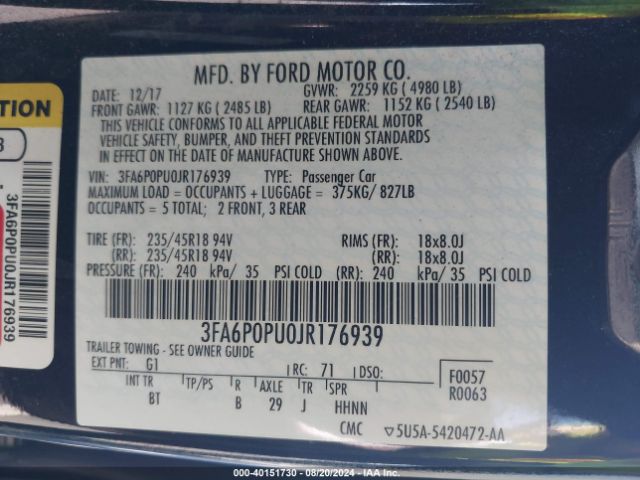 MFD. BY FORD MOTOR CO.
DATE: 12/17 GVWR: 2259 KG ( 4980 LB)
FRONT GAWR: 1127 KG ( 2485 LB) REAR GAWR: 1152 KG ( 2540 LB)
THIS VEHICLE CONFORMS TO ALL APPLICABLE FEDERAL MOTOR
VEHICLE SAFETY, BUMPER, AND THEFT PREVENTION STANDARDS
IN EFFECT ON THE DATE OF MANUFACTURE SHOWN ABOVE.
VIN: 3FA6P0PU0JR176939 TYPE: Passenger Car
MAXIMUM LOAD = OCCUPANTS + LUGGAGE = 375KG/ 827LB
OCCUPANTS = 5 TOTAL; 2 FRONT, 3 REAR
TIRE (FR): 235/45R18 94V RIMS (FR): 18x8.0J
(RR): 235/45R18 94V (RR): 18x8.0J
PRESSURE (FR): 240 kPa/ 35 PSI COLD (RR): 240 kPa/ 35 PSI COLD
3FA6P0PU0JR176939
TRAILER TOWING - SEE OWNER GUIDE
EXT PNT: G1 RC: 71 DSO: F0057
INT TR TP/PS R AXLE TR SPR R0063
BT B 29 J HHNN
CMC 5U5A-5420472-AA
TION
3FA6P0PU0JR176939
000-40151730 - 08/20/2024 - IAA Inc.